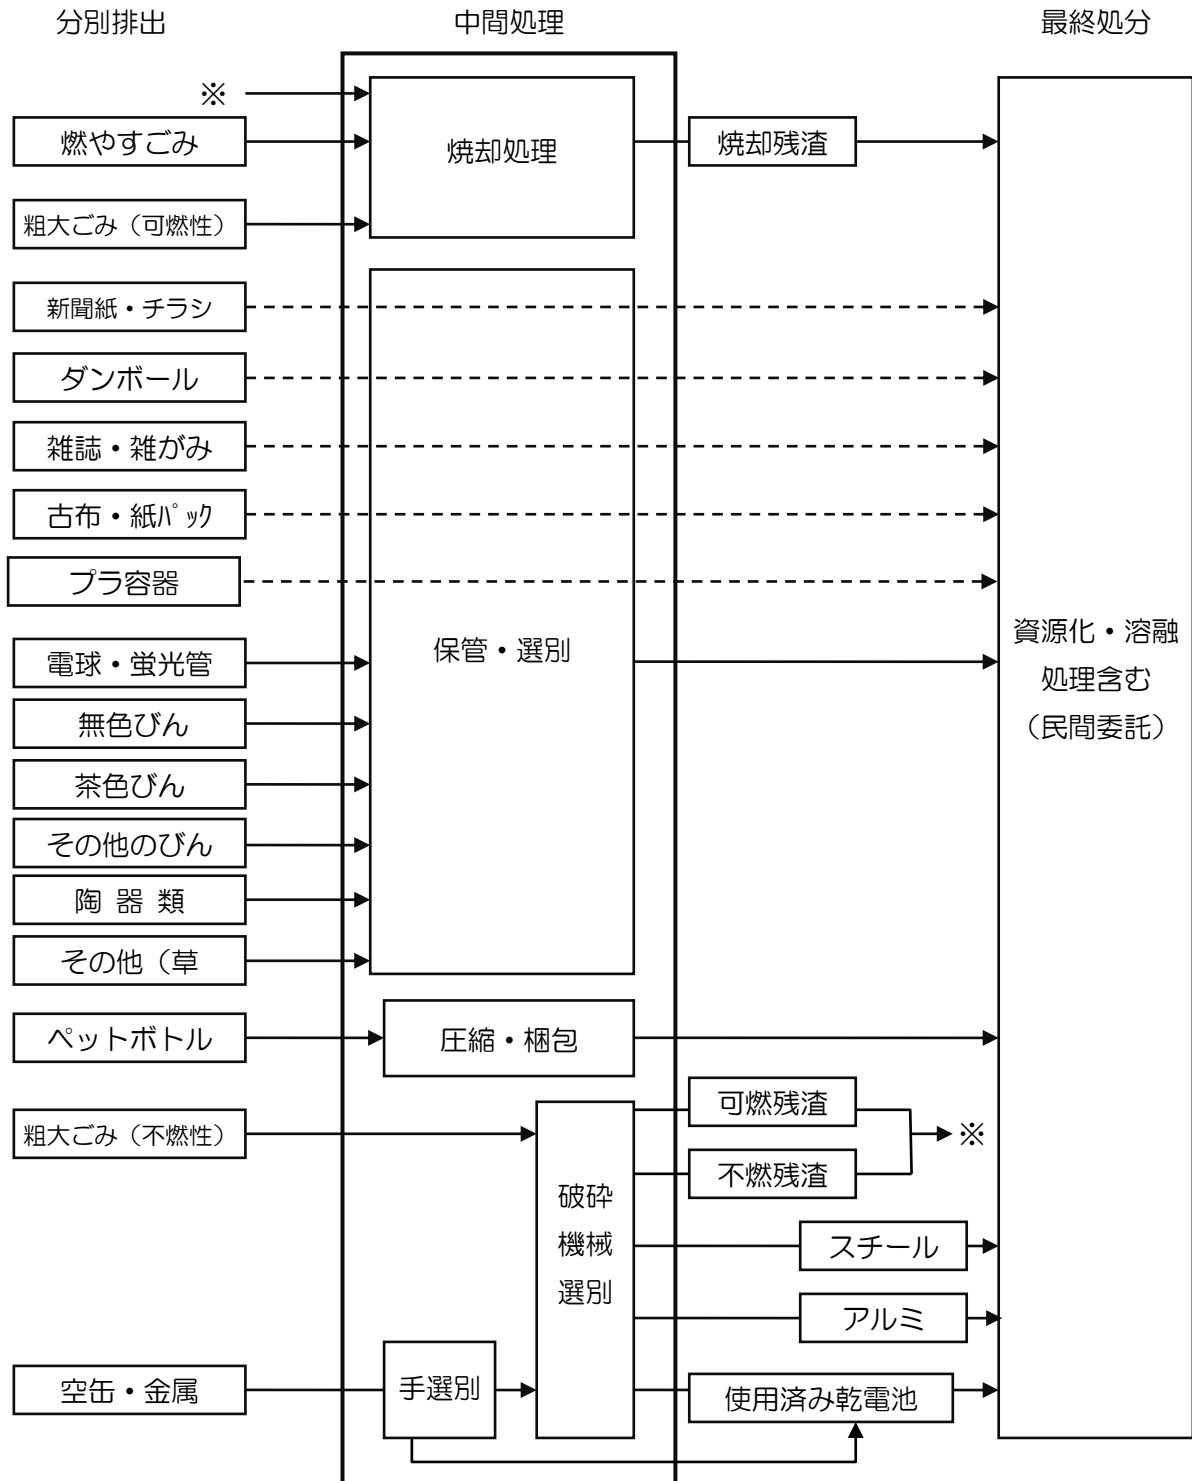 分別排出
中間処理
最終処分
※
燃やすごみ
焼却処理
焼却残渣
粗大ごみ（可燃性）
新聞紙・チラシ
ダンボール
雑誌・雑がみ
古布・紙ﾊﾟｯｸ
プラ容器
電球・蛍光管
保管・選別
無色びん
茶色びん
その他のびん
陶 器 類
その他（草
資源化・溶融
処理含む
（民間委託）
ペットボトル
圧縮・梱包
粗大ごみ（不燃性）
可燃残渣
※
不燃残渣
破砕
機械
選別
スチール
アルミ
空缶・金属
手選別
使用済み乾電池